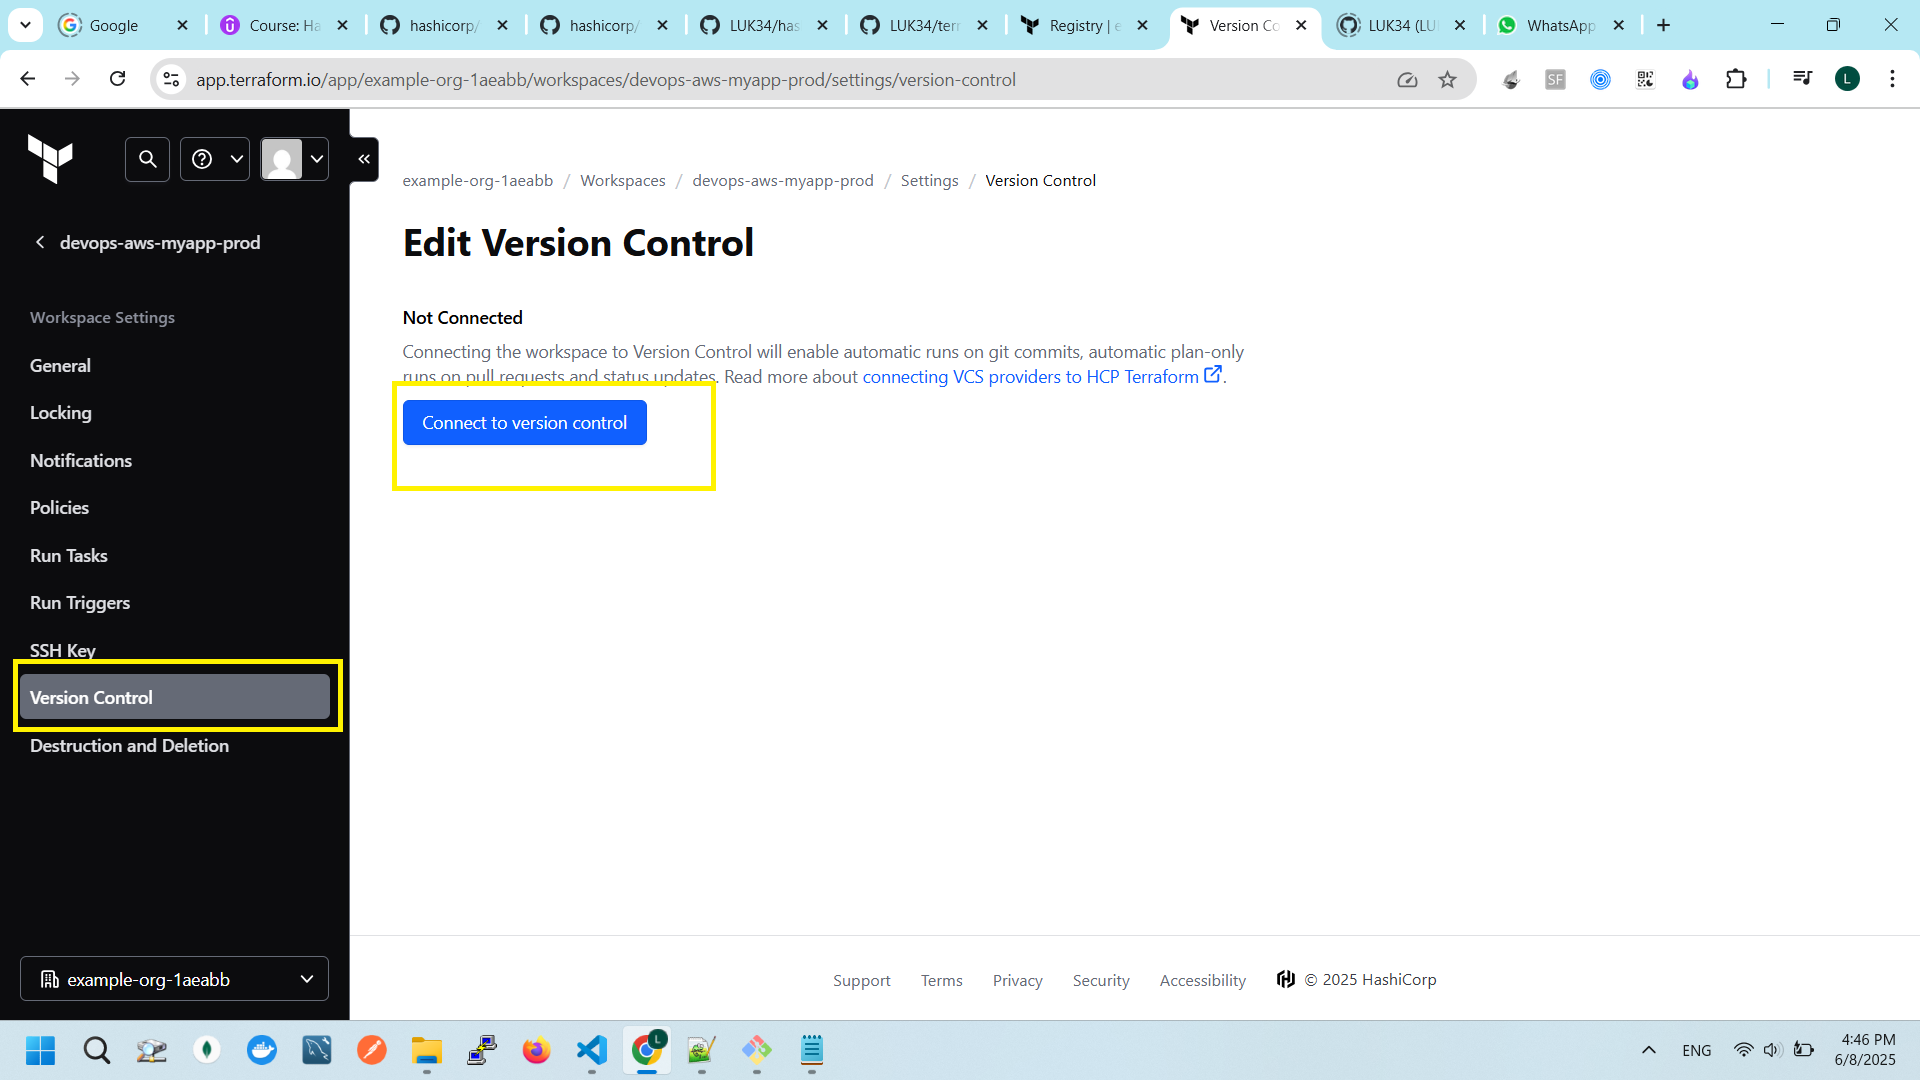 Google
Course: Ha
hashicorp/
hashicorp/
LUK34/has
LUK34/terr
Registry | e
Version Co
LUK34 (LU
WhatsApp
app.terraform.io/app/example-org-1aeabb/workspaces/devops-aws-myapp-prod/settings/version-control
SF
L
example-org-1aeabb / Workspaces / devops-aws-myapp-prod / Settings / Version Control
devops-aws-myapp-prod
Edit Version Control
Workspace Settings
General
Locking
Notifications
Policies
Run Tasks
Run Triggers
SSH Key
Version Control
Destruction and Deletion
Not Connected
Connecting the workspace to Version Control will enable automatic runs on git commits, automatic plan-only
runs on pull requests and status updates. Read more about connecting VCS providers to HCP Terraform.
Connect to version control
example-org-1aeabb
Support
Terms
Privacy
Security
Accessibility
© 2025 HashiCorp
L
ENG
4:46 PM
6/8/2025